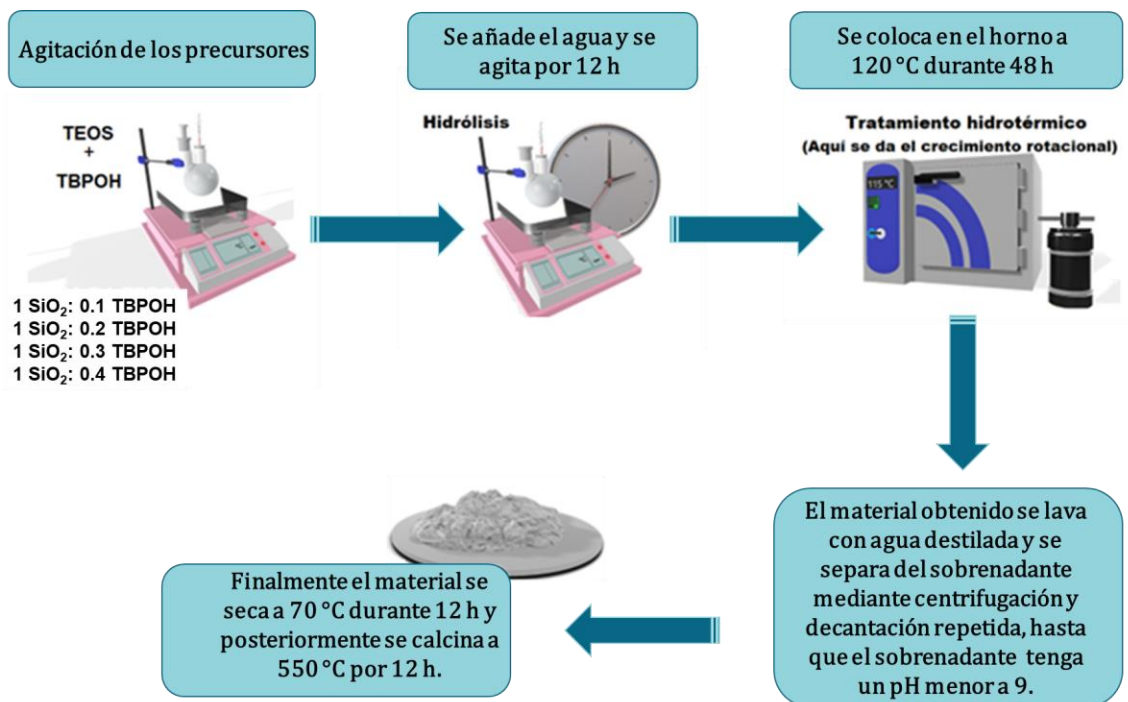 Agitación de los precursores
TEOS
+
TBPOH
1 SiO₂: 0.1 TBPOH
1 SiO₂: 0.2 TBPOH
1 SiO₂: 0.3 TBPOH
1 SiO₂: 0.4 TBPOH
Se añade el agua y se
agita por 12 h
Hidrólisis
Se coloca en el horno a
120 °C durante 48 h
Tratamiento hidrotérmico
(Aquí se da el crecimiento rotacional)
115 °C
El material obtenido se lava
con agua destilada y se
separa del sobrenadante
mediante centrifugación y
decantación repetida, hasta
que el sobrenadante tenga
un pH menor a 9.
Finalmente el material se
seca a 70 °C durante 12 h y
posteriormente se calcina a
550 °C por 12 h.